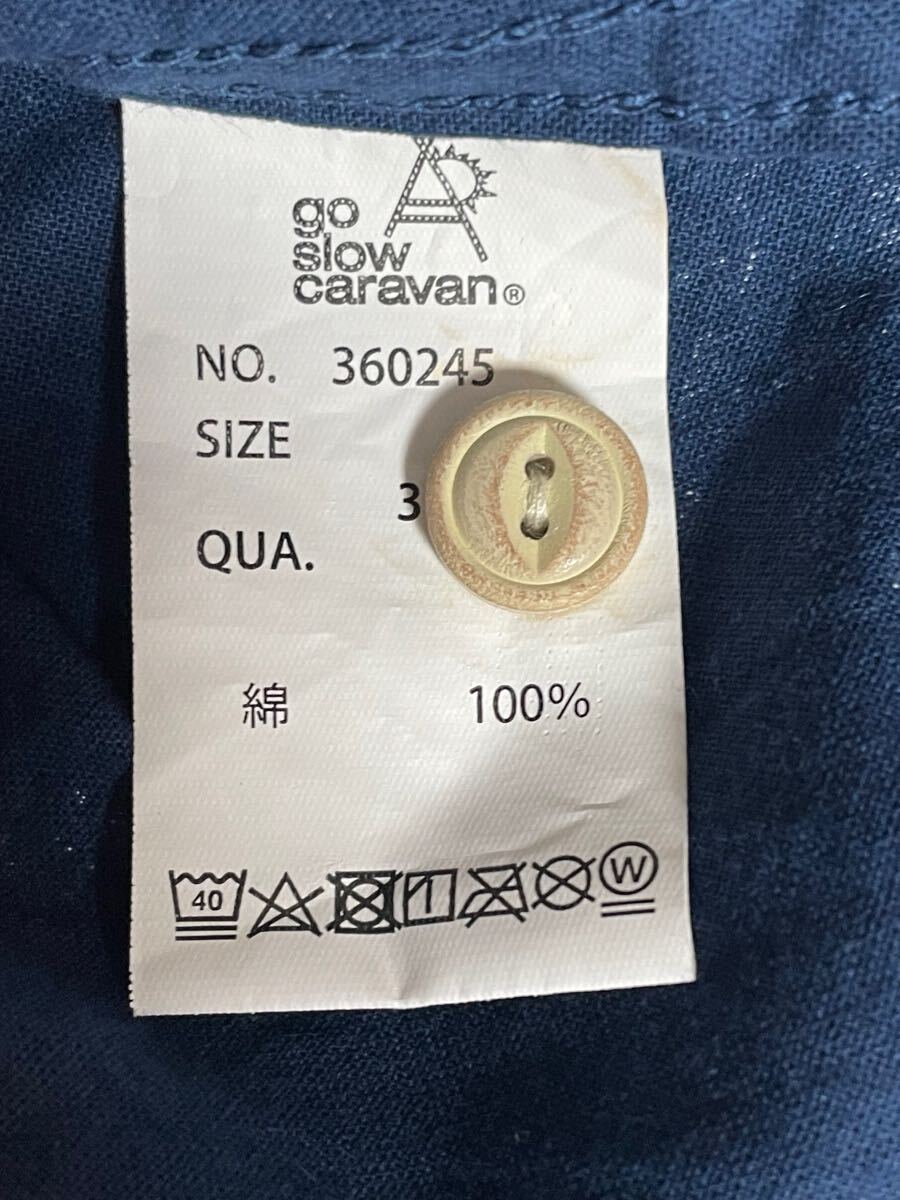 go
slow
caravan®
NO. 360245
SIZE
3
QUA.
綿 100%
40
W